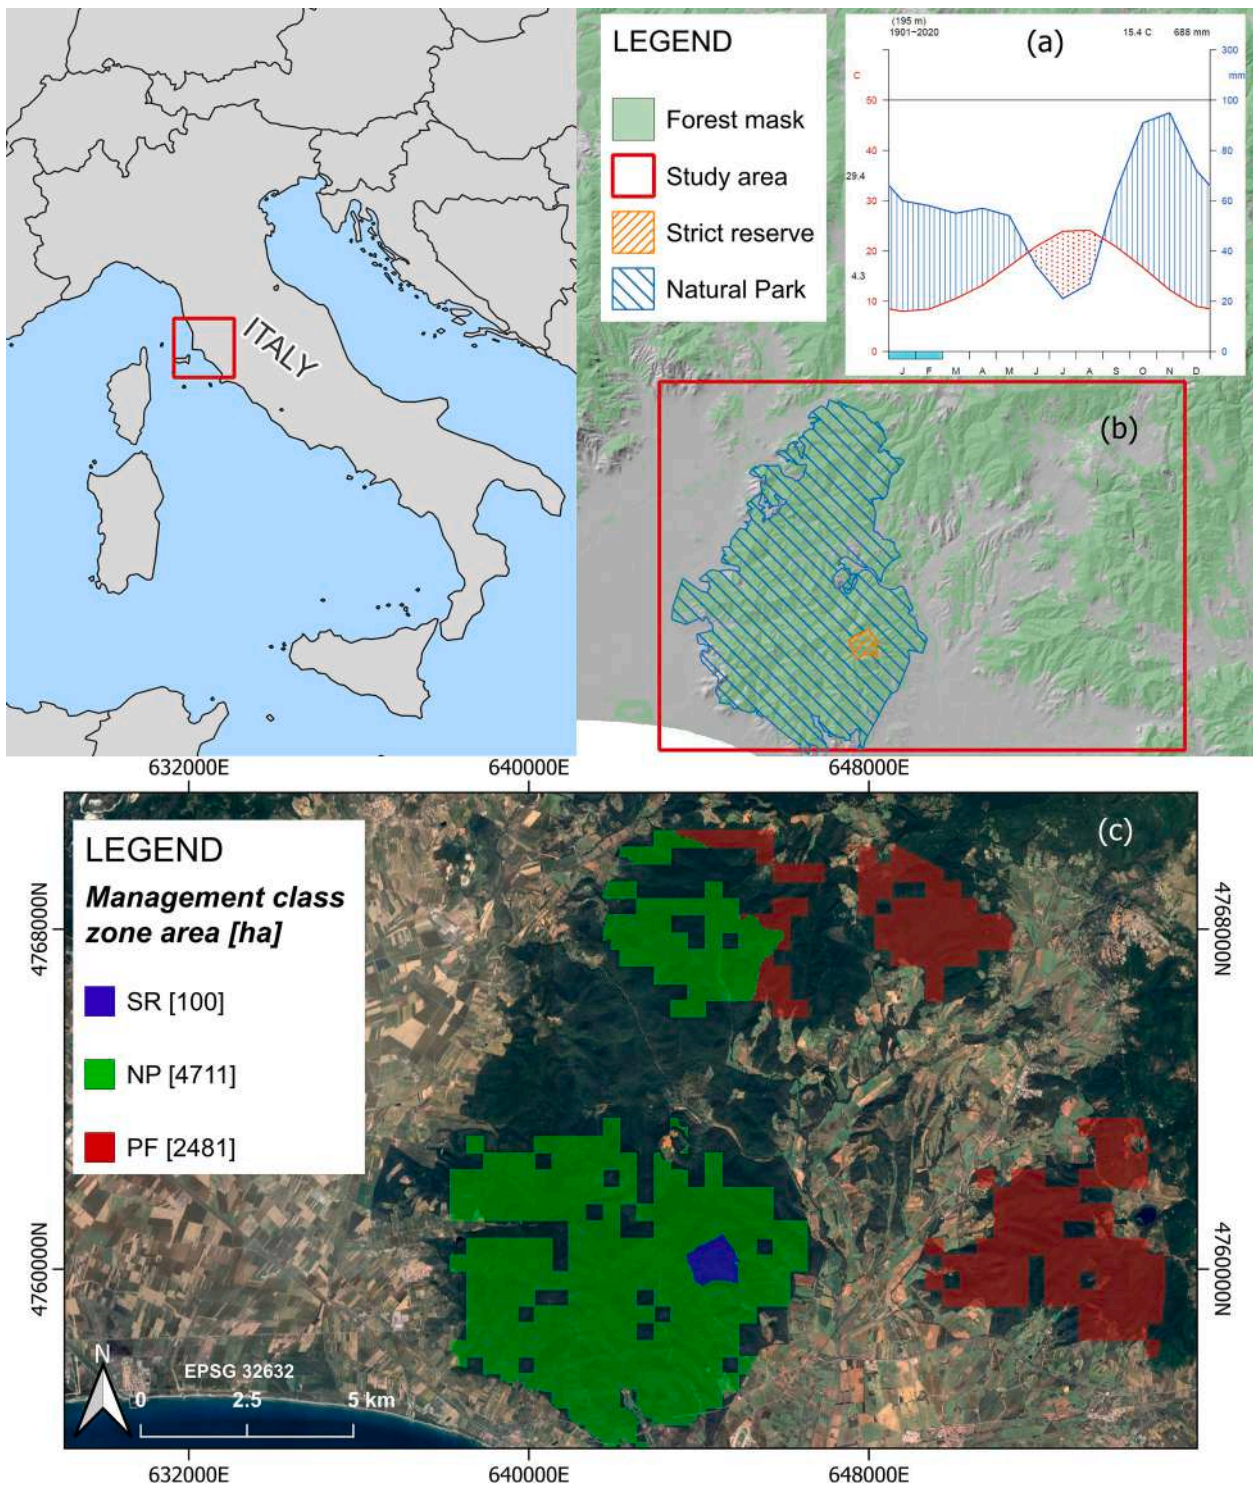 ITALY
LEGEND
Forest mask
Study area
Strict reserve
Natural Park
(195 m)
1901−2020
(a)
15.4 C
688 mm
C
300
mm
50
100
40
80
29.4
30
60
20
40
4.3
10
20
0
0
J F M A M J J A S O N D
(b)
632000E
640000E
648000E
LEGEND
Management class
zone area [ha]
SR [100]
NP [4711]
PF [2481]
(c)
4768000N
4768000N
4760000N
4760000N
N
EPSG 32632
0 2.5 5 km
632000E
640000E
648000E